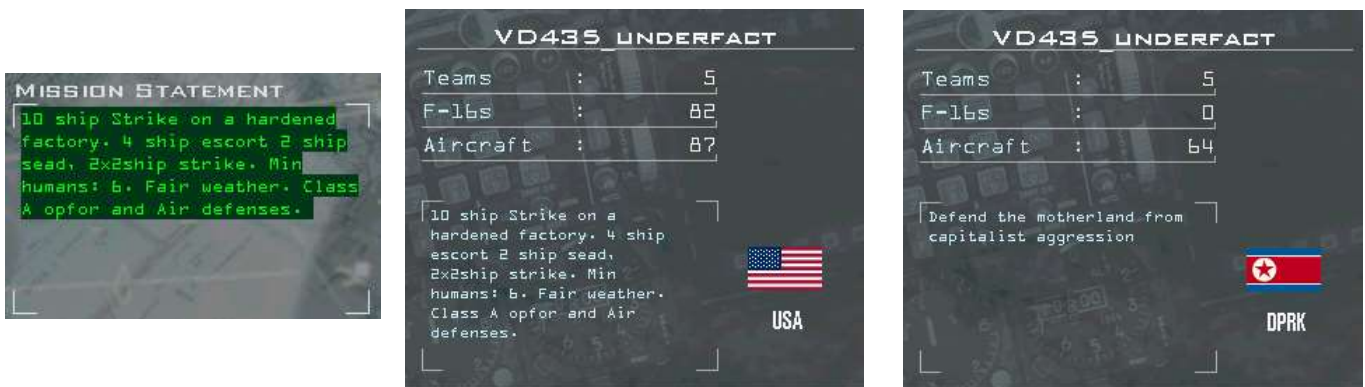 MISSION STATEMENT
10 ship Strike on a hardened
factory. 4 ship escort 2 ship
sead, 2x2ship strike. Min
humans: 6. Fair weather. Class
A opfor and Air defenses.
VD435_UNDERFACT
Teams : 5
F-16s : 82
Aircraft : 87
10 ship Strike on a
hardened factory. 4 ship
escort 2 ship sead,
2x2ship strike. Min
humans: 6. Fair weather.
Class A opfor and Air
defenses.
USA
VD435_UNDERFACT
Teams : 5
F-16s : 0
Aircraft : 64
Defend the motherland from
capitalist aggression
DPRK